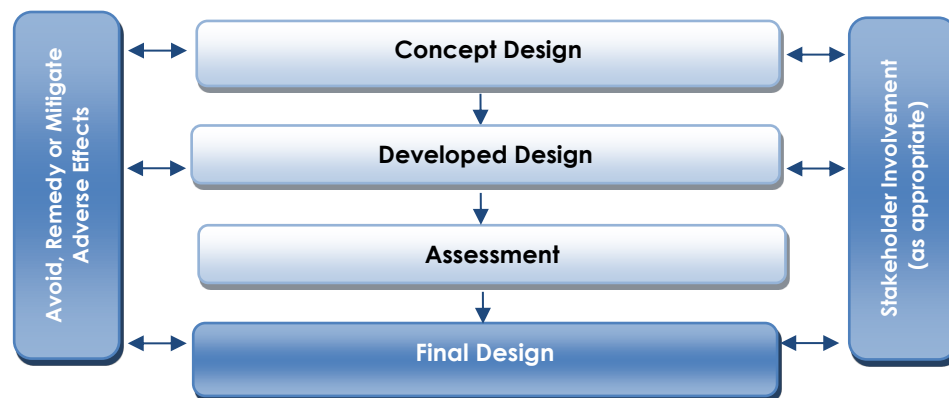 Avoid, Remedy or Mitigate
Adverse Effects
Concept Design
Developed Design
Assessment
Final Design
Stakeholder Involvement
(as appropriate)